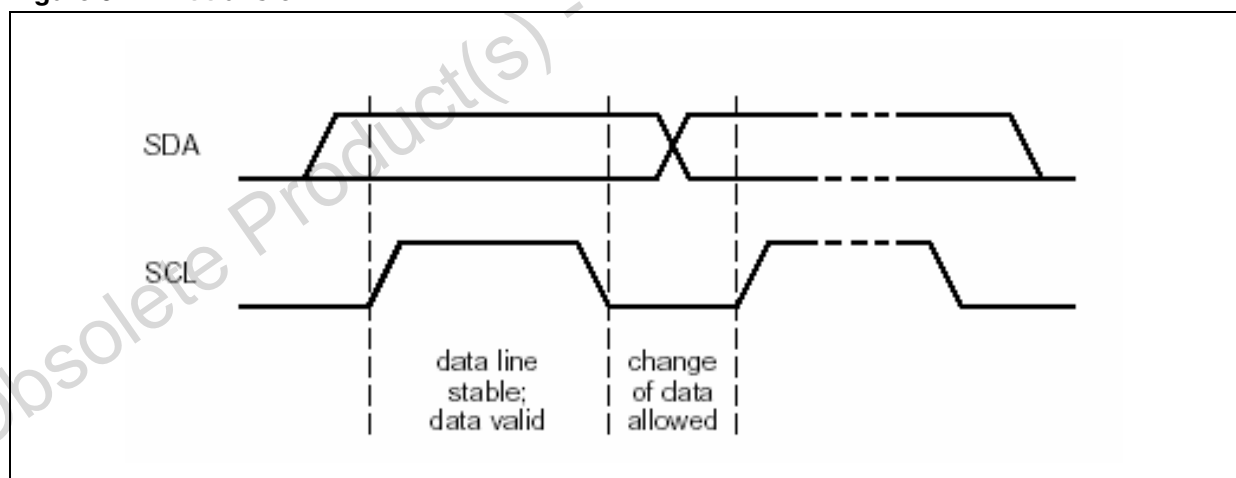 Obsolete Product(s) -
SDA
SCL
data line
stable;
data valid
change
of data
allowed